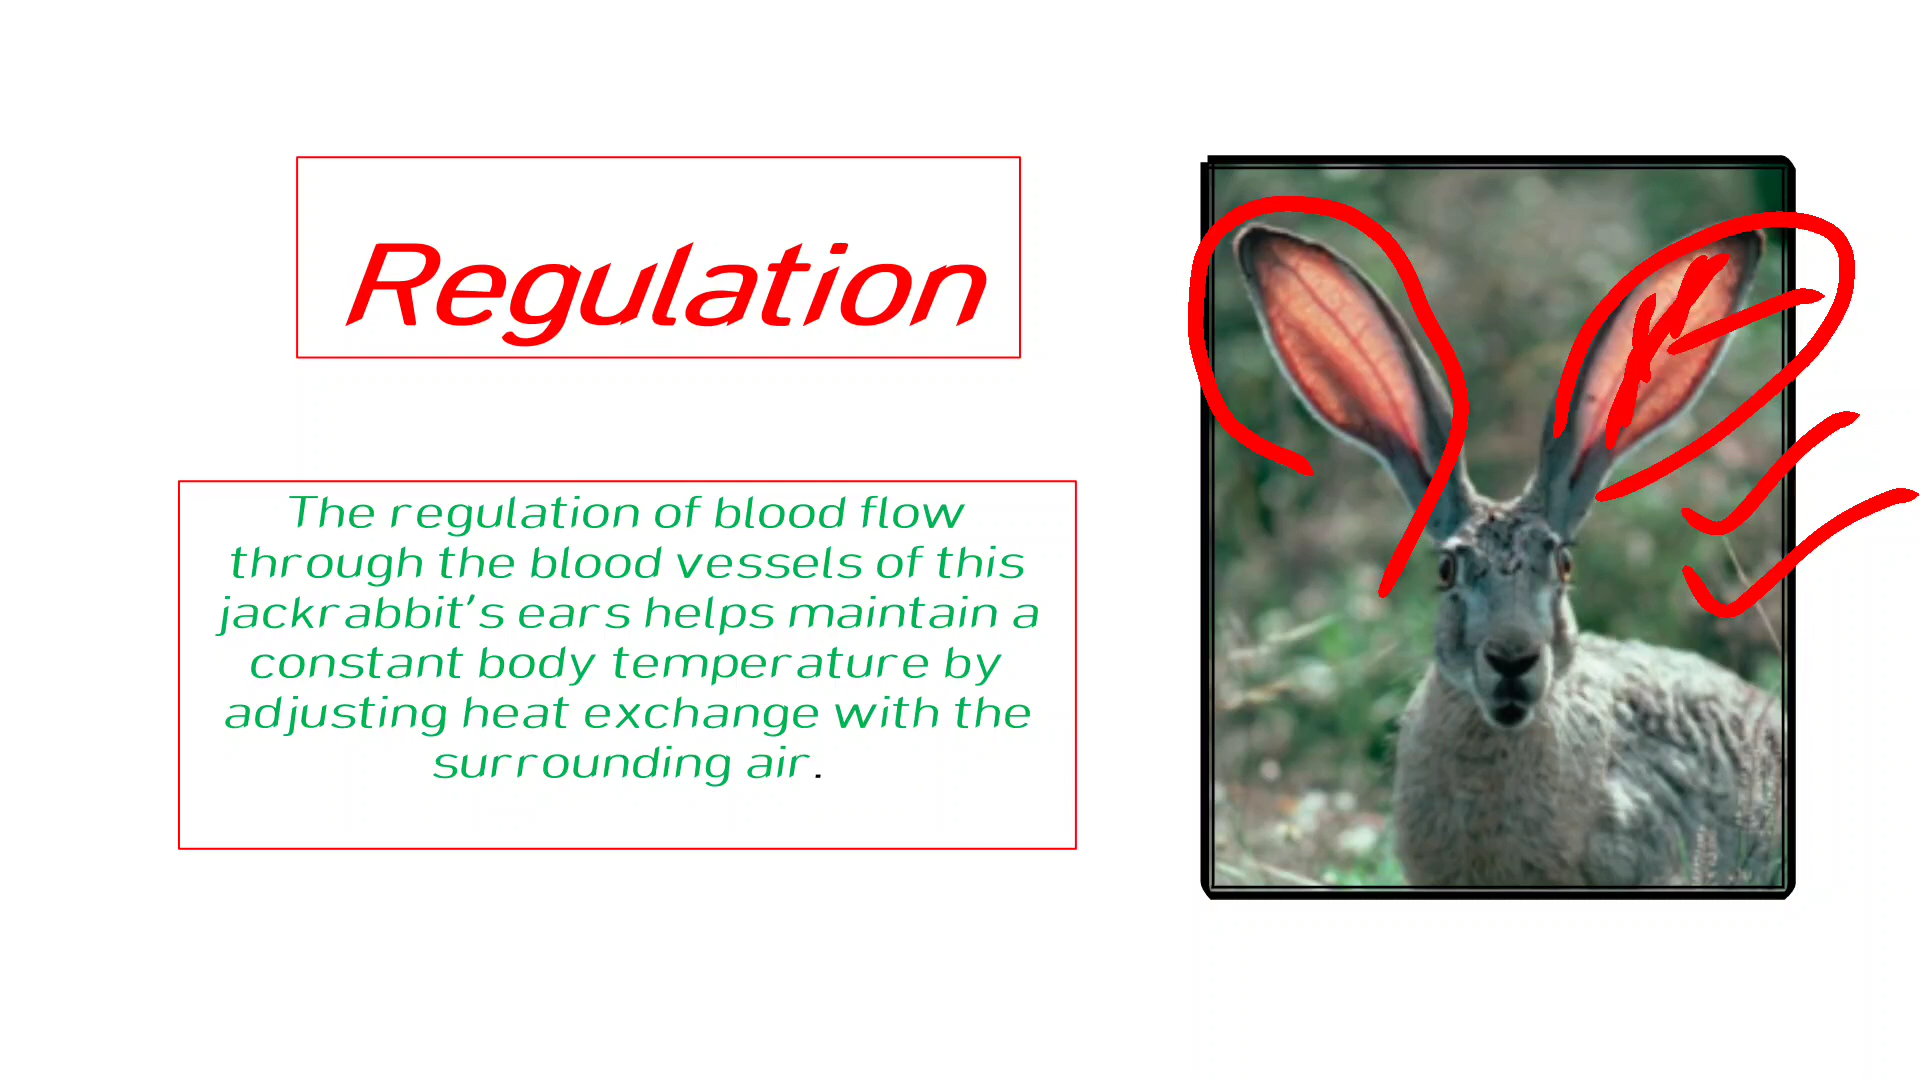 Regulation
The regulation of blood flow
through the blood vessels of this
jackrabbit's ears helps maintain a
constant body temperature by
adjusting heat exchange with the
surrounding air.